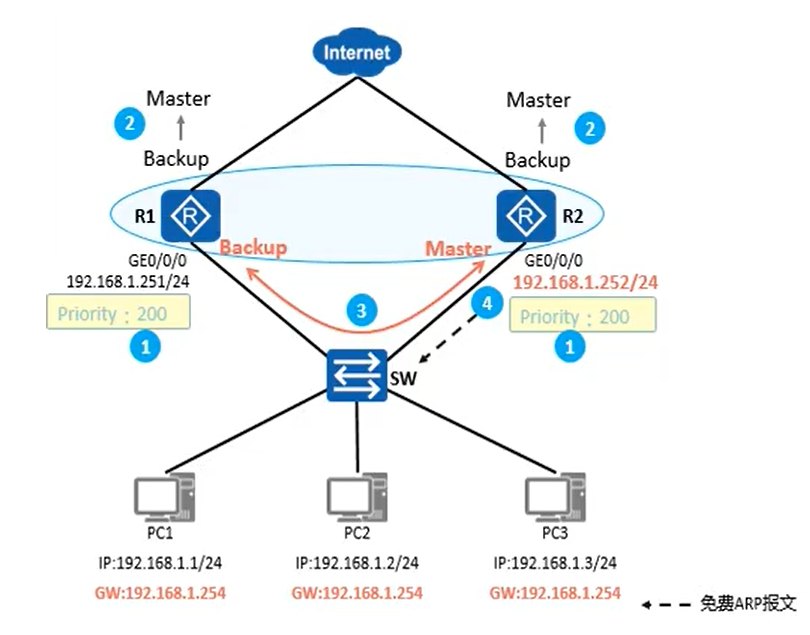 Internet
Master
2
Backup
Master
2
Backup
R1
R
R
R2
Backup
Master
GE0/0/0
192.168.1.251/24
GE0/0/0
192.168.1.252/24
Priority：200
1
3
4
Priority：200
1
SW
PC1
PC2
PC3
IP:192.168.1.1/24
IP:192.168.1.2/24
IP:192.168.1.3/24
GW:192.168.1.254
GW:192.168.1.254
GW:192.168.1.254
免费ARP报文